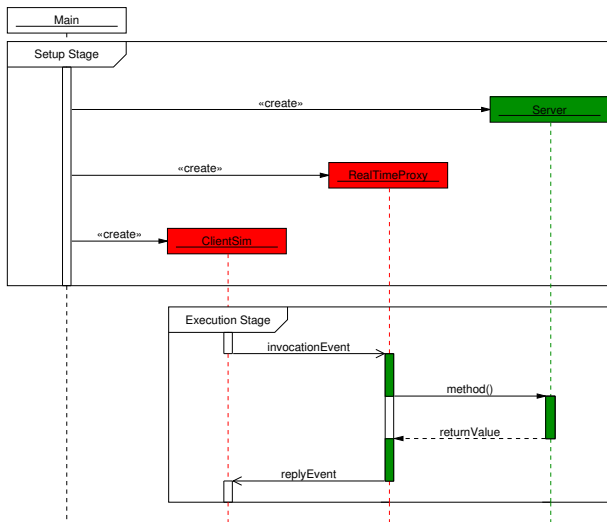 Main
Setup Stage
«create»
Server
«create»
RealTimeProxy
«create»
ClientSim
Execution Stage
invocationEvent
method()
returnValue
replyEvent